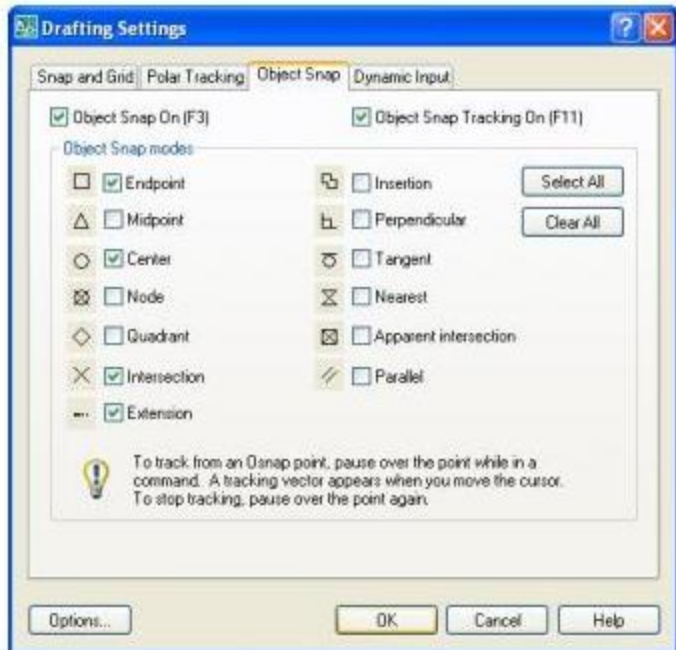 Drafting Settings
Snap and Grid Polar Tracking Object Snap Dynamic Input
Object Snap On (F3) Object Snap Tracking On (F11)
Object Snap modes
Endpoint Insertion Select All
Midpoint Perpendicular Clear All
Center Tangent
Node Nearest
Quadrant Apparent intersection
Intersection Parallel
Extension
To track from an Osnap point, pause over the point while in a
command. A tracking vector appears when you move the cursor.
To stop tracking, pause over the point again.
Options... OK Cancel Help